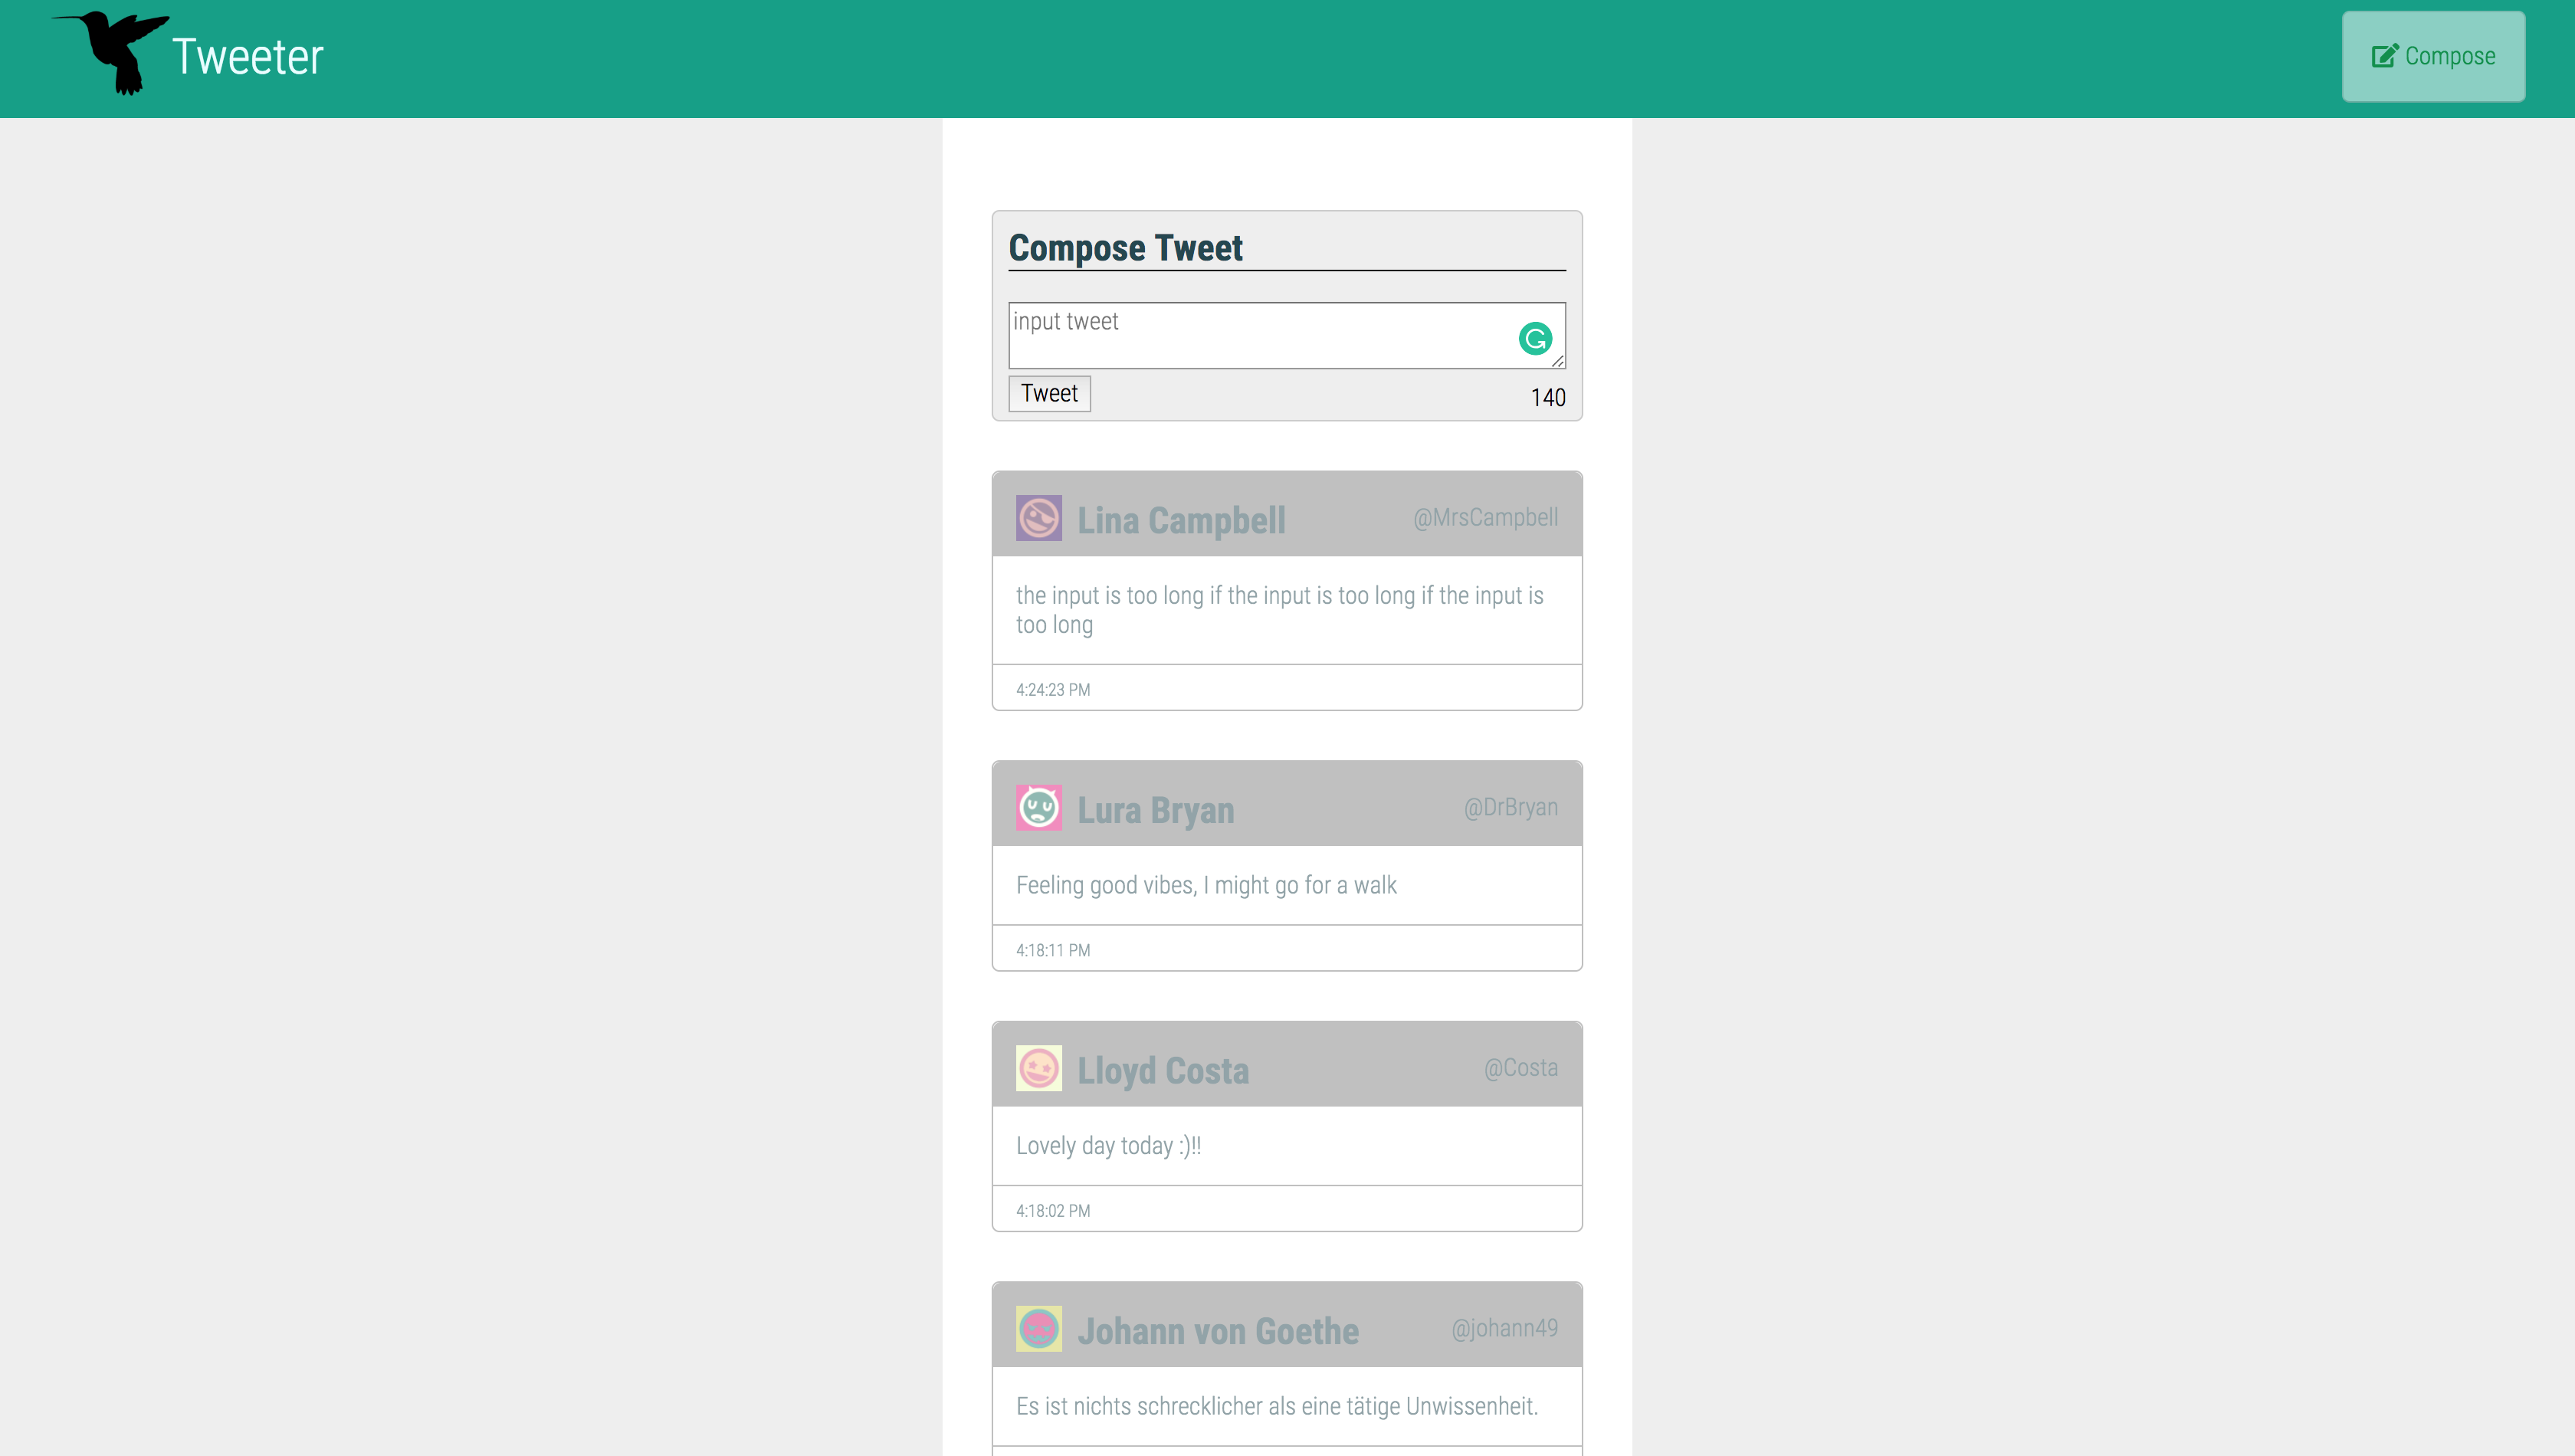 Tweeter
Compose
Compose Tweet
input tweet
Tweet
140
Lina Campbell
@MrsCampbell
the input is too long if the input is too long if the input is
too long
4:24:23 PM
Lura Bryan
@DrBryan
Feeling good vibes, I might go for a walk
4:18:11 PM
Lloyd Costa
@Costa
Lovely day today :)!!
4:18:02 PM
Johann von Goethe
@johann49
Es ist nichts schrecklicher als eine tätige Unwissenheit.